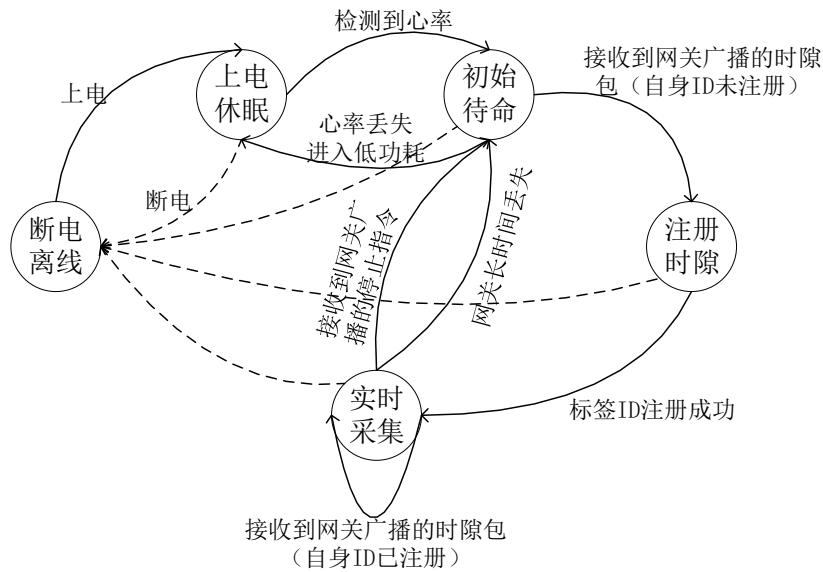 检测到心率
上电
休眠
初始
待命
接收到网关广播的时隙
包（自身ID未注册）
上电
心率丢失
进入低功耗
断电
断电
离线
接收到网关广
播的停止指令
网关长时间丢失
注册
时隙
实时
采集
标签ID注册成功
接收到网关广播的时隙包
（自身ID已注册）